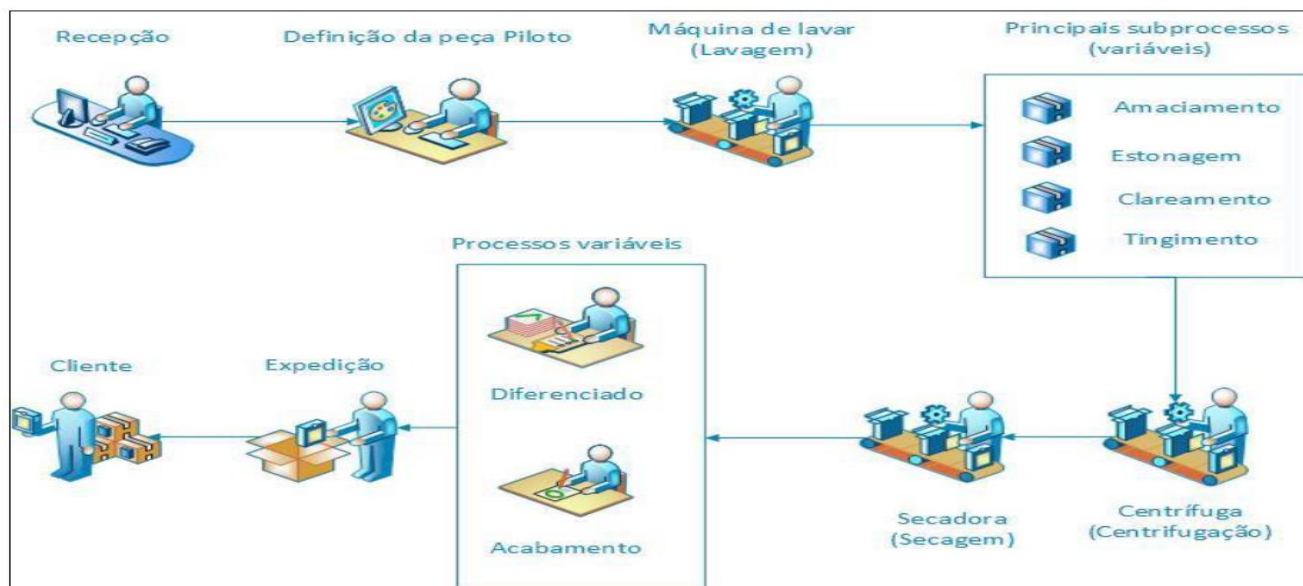 Recepção
Definição da peça Piloto
Máquina de lavar
(Lavagem)
Principais subprocessos
(variáveis)
Amaciamento
Estonagem
Clareamento
Tingimento
Centrífuga
(Centrifugação)
Secadora
(Secagem)
Processos variáveis
Diferenciado
Acabamento
Expedição
Cliente